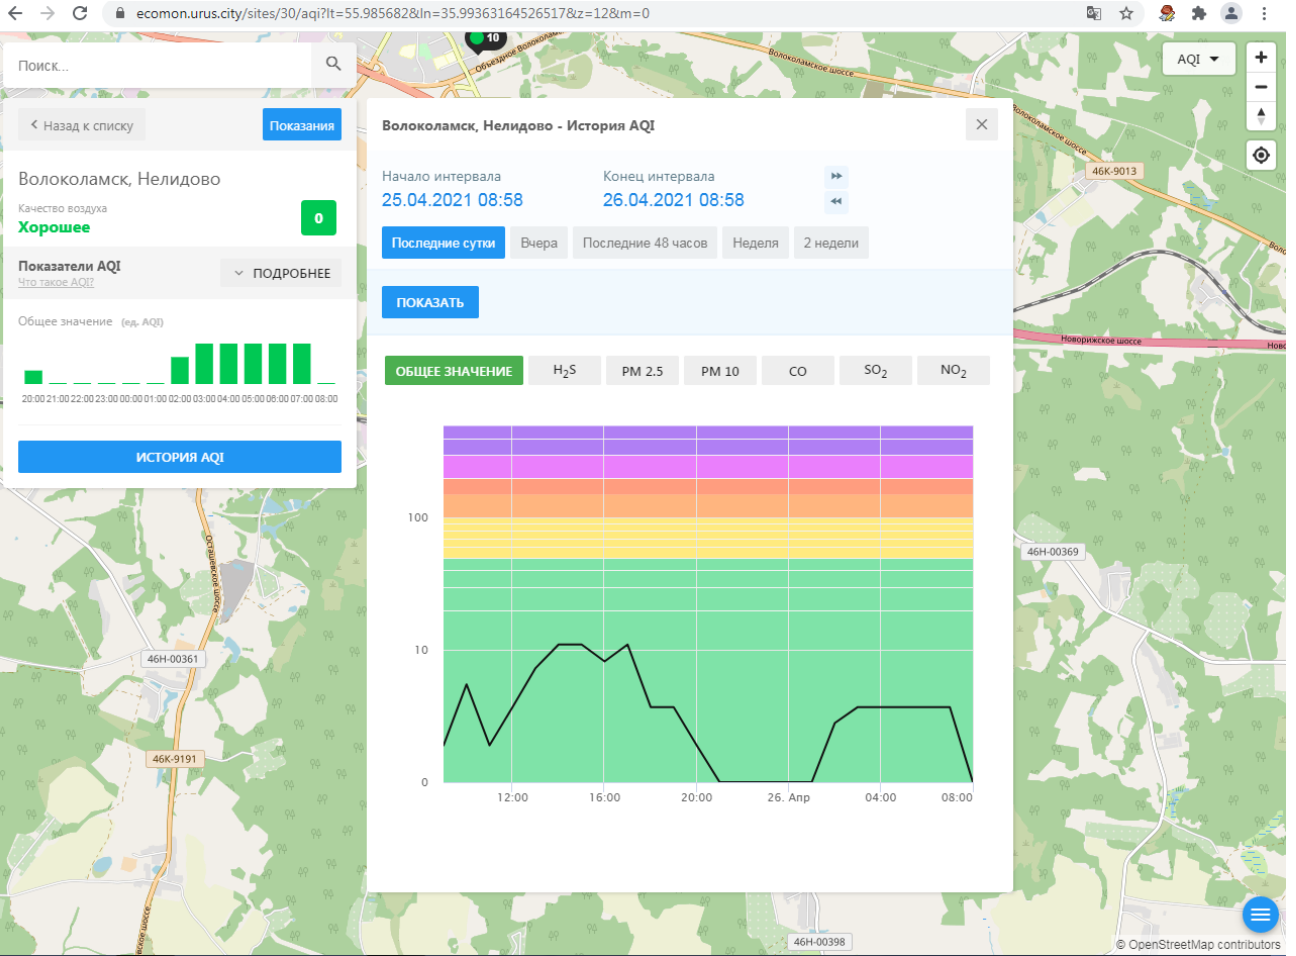 ecomon.urus.city/sites/30/aqi?lt=55.985682&ln=35.99363164526517&z=12&m=0
Поиск...
10
Объездное Волоколамс
Волоколамское шоссе
AQI
Назад к списку
Показания
Волоколамск, Нелидово
Качество воздуха
Хорошее
0
Показатели AQI
Что такое AQI?
ПОДРОБНЕЕ
Общее значение (ед. AQI)
20:00 21:00 22:00 23:00 00:00 01:00 02:00 03:00 04:00 05:00 06:00 07:00 08:00
ИСТОРИЯ AQI
Волоколамск, Нелидово - История AQI
Начало интервала
Конец интервала
25.04.2021 08:58
26.04.2021 08:58
Последние сутки
Вчера
Последние 48 часов
Неделя
2 недели
ПОКАЗАТЬ
ОБЩЕЕ ЗНАЧЕНИЕ
H2S
PM 2.5
PM 10
CO
SO2
NO2
100
10
0
12:00
16:00
20:00
26. Апр
04:00
08:00
46К-9013
Новорижское шоссе
Ново
46Н-00369
Осташёвское шоссе
46Н-00361
46К-9191
46Н-00398
© OpenStreetMap contributors